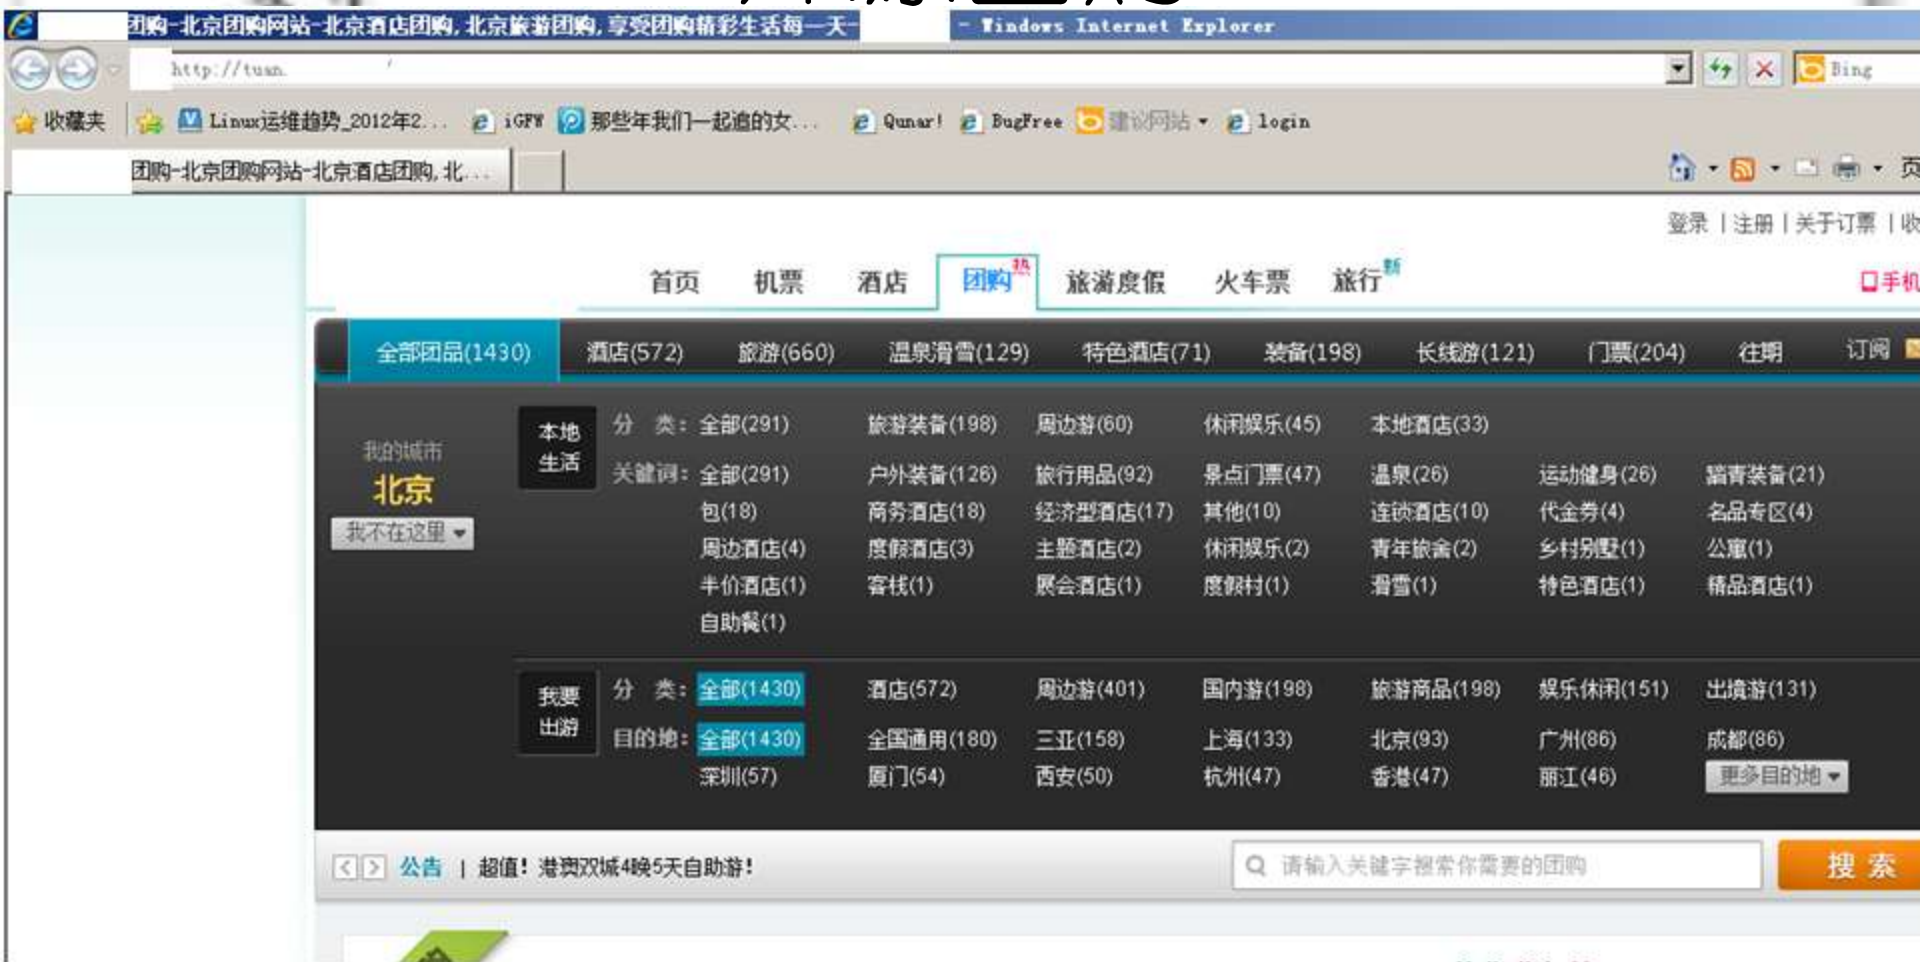 团购-北京团购网站-北京酒店团购,北京旅游团购,享受团购精彩生活每一天- - Windows Internet Explorer
http://tuan. Bing
收藏夹 Linux运维趋势_2012年2... iGFW 那些年我们一起追的女... Qunar! BugFree 建议网站 login
团购-北京团购网站-北京酒店团购,北... 页
登录 | 注册 | 关于订票 | 收
首页 机票 酒店 团购 热 旅游度假 火车票 旅行 新 手机
全部团品(1430) 酒店(572) 旅游(660) 温泉滑雪(129) 特色酒店(71) 装备(198) 长线游(121) 门票(204) 往期 订阅
我的城市
北京
我不在这里
本地
生活
分 类: 全部(291) 旅游装备(198) 周边游(60) 休闲娱乐(45) 本地酒店(33)
关键词: 全部(291) 户外装备(126) 旅行用品(92) 景点门票(47) 温泉(26) 运动健身(26) 踏青装备(21)
包(18) 商务酒店(18) 经济型酒店(17) 其他(10) 连锁酒店(10) 代金券(4) 名品专区(4)
周边酒店(4) 度假酒店(3) 主题酒店(2) 休闲娱乐(2) 青年旅舍(2) 乡村别墅(1) 公寓(1)
半价酒店(1) 客栈(1) 展会酒店(1) 度假村(1) 滑雪(1) 特色酒店(1) 精品酒店(1)
自助餐(1)
我要
出游
分 类: 全部(1430) 酒店(572) 周边游(401) 国内游(198) 旅游商品(198) 娱乐休闲(151) 出境游(131)
目的地: 全部(1430) 全国通用(180) 三亚(158) 上海(133) 北京(93) 广州(86) 成都(86)
深圳(57) 厦门(54) 西安(50) 杭州(47) 香港(47) 丽江(46) 更多目的地
公告 | 超值!港澳双城4晚5天自助游! 请输入关键字搜索你需要的团购 搜 索